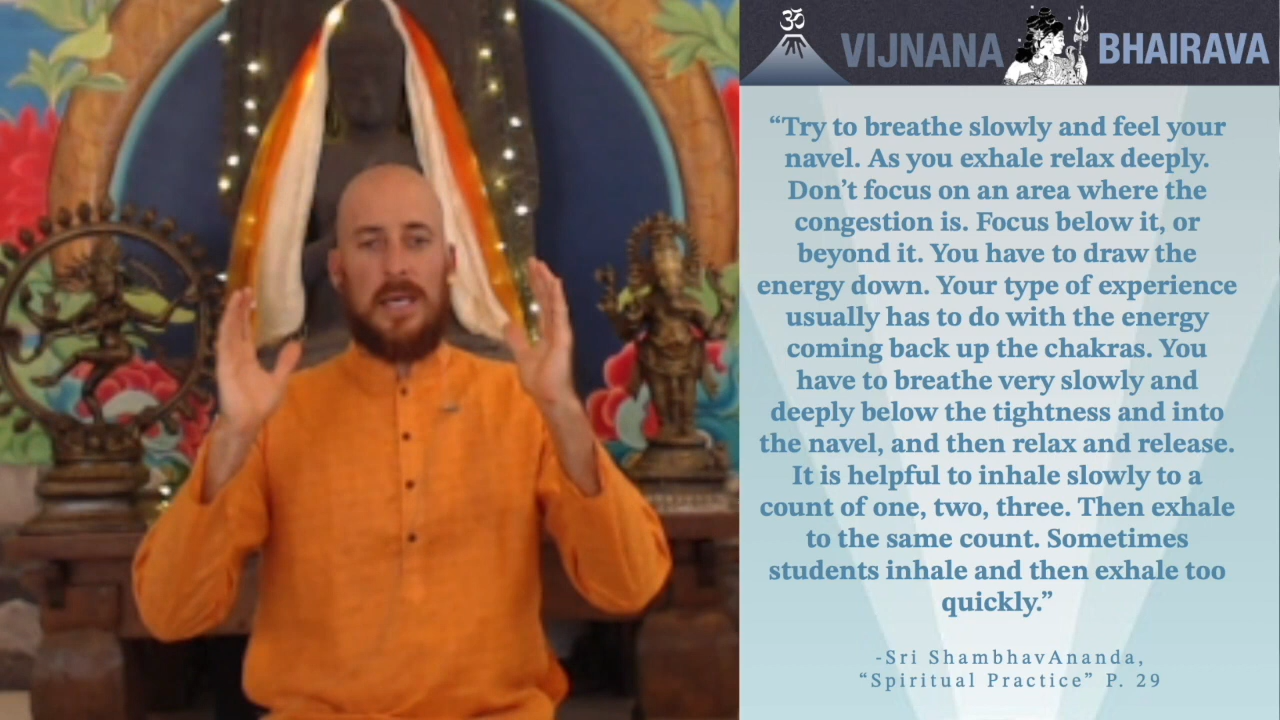 ॐ
VIJNANA BHAIRAVA
“Try to breathe slowly and feel your
navel. As you exhale relax deeply.
Don’t focus on an area where the
congestion is. Focus below it, or
beyond it. You have to draw the
energy down. Your type of experience
usually has to do with the energy
coming back up the chakras. You
have to breathe very slowly and
deeply below the tightness and into
the navel, and then relax and release.
It is helpful to inhale slowly to a
count of one, two, three. Then exhale
to the same count. Sometimes
students inhale and then exhale too
quickly.”
-Sri ShambhavAnanda,
“Spiritual Practice” P. 29